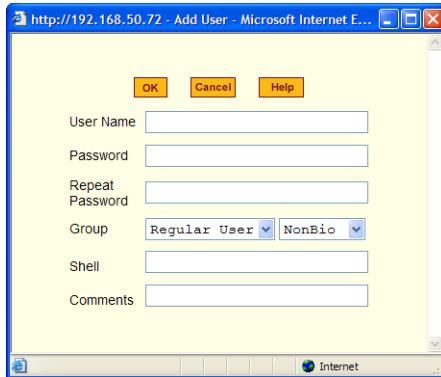 http://192.168.50.72 - Add User - Microsoft Internet E...
OK Cancel Help
User Name
Password
Repeat
Password
Group Regular User NonBio
Shell
Comments
Internet